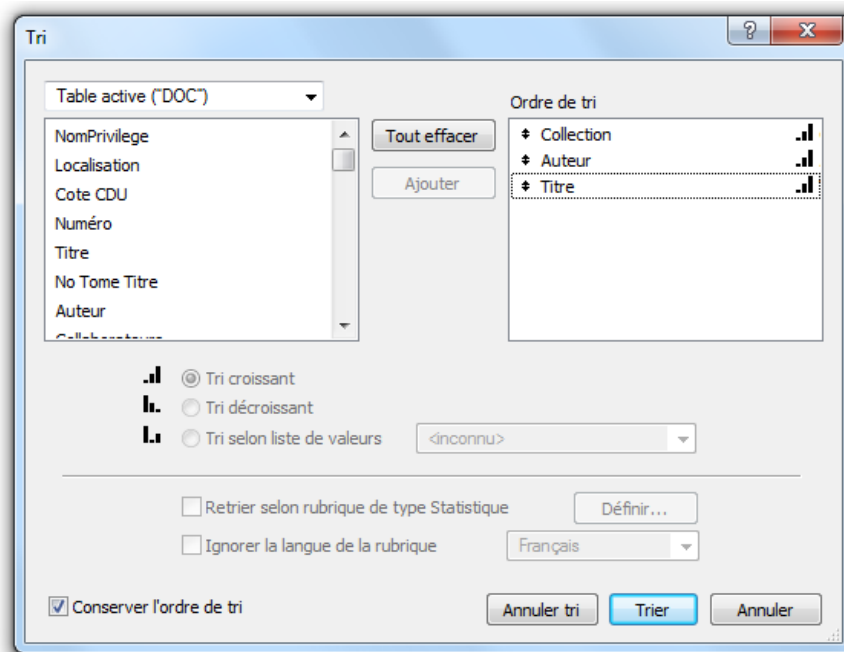 Tri
?
Table active ("DOC")
NomPrivilege
Localisation
Cote CDU
Numéro
Titre
No Tome Titre
Auteur
Collaborateurs
Tout effacer
Ajouter
Ordre de tri
Collection
Auteur
Titre
Tri croissant
Tri décroissant
Tri selon liste de valeurs
<inconnu>
Retrier selon rubrique de type Statistique
Définir...
Ignorer la langue de la rubrique
Français
Conserver l'ordre de tri
Annuler tri
Trier
Annuler